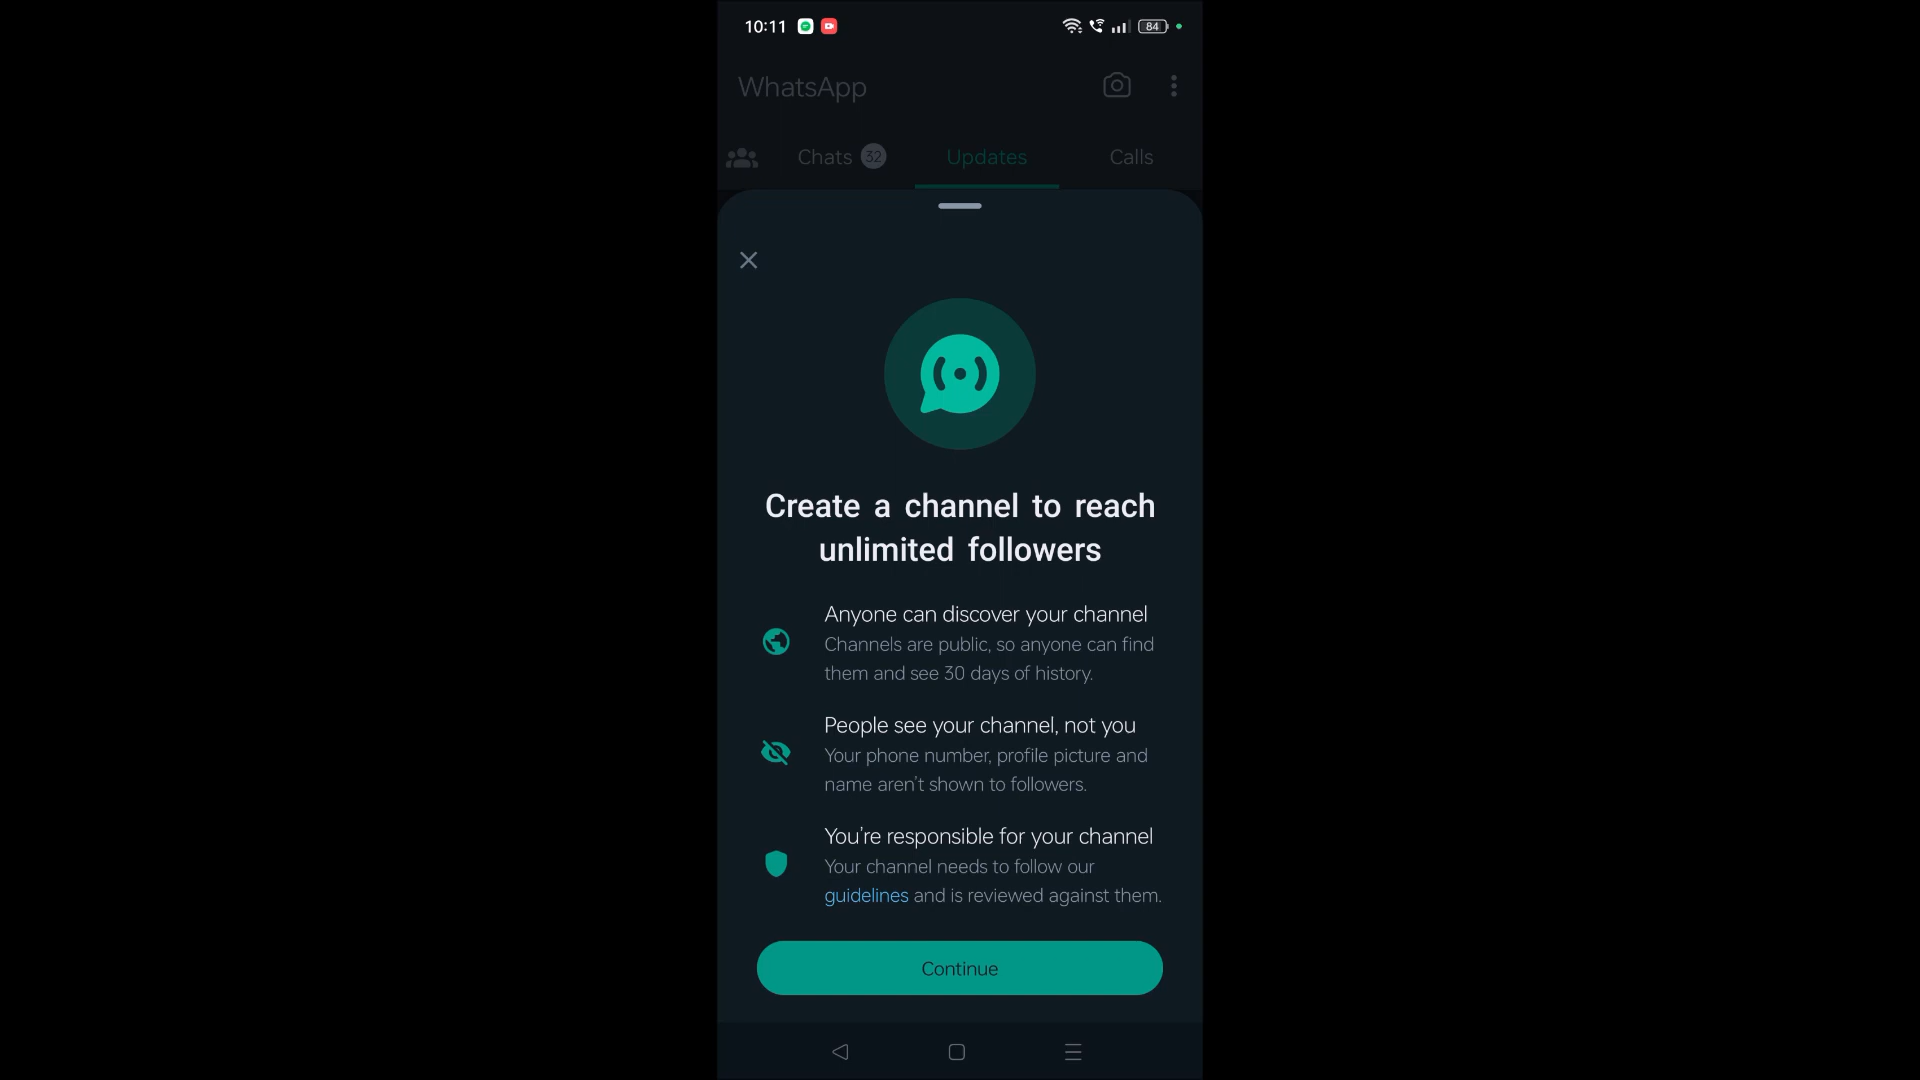 10:11
84
WhatsApp
Chats 32 Updates Calls
Create a channel to reach
unlimited followers
Anyone can discover your channel
Channels are public, so anyone can find
them and see 30 days of history.
People see your channel, not you
Your phone number, profile picture and
name aren't shown to followers.
You're responsible for your channel
Your channel needs to follow our
guidelines and is reviewed against them.
Continue